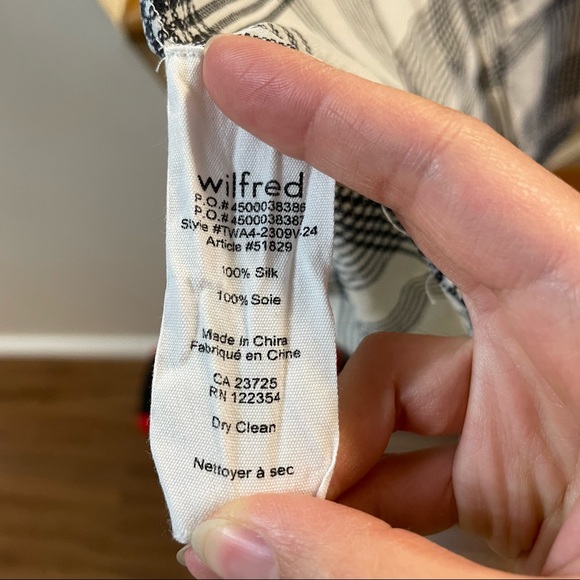 wilfred
P.O.#4500038386
P.O.#4500038387
Style #TWA4-2309V-24
Article #51829
100% Silk
100% Soie
Made in China
Fabriqué en Chine
CA 23725
RN 122354
Dry Clean
Nettoyer à sec